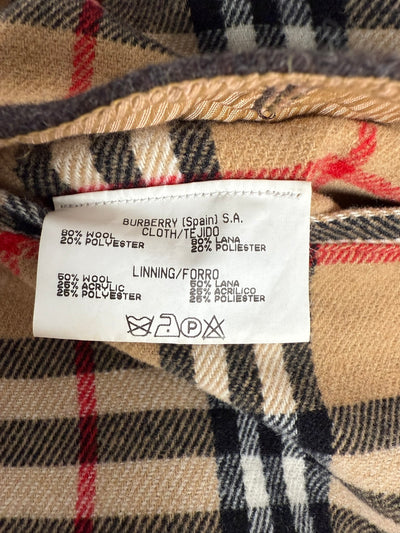 BURBERRY (Spain) S.A.
CLOTH/TEJIDO
80% WOOL 80% LANA
20% POLYESTER 20% POLIESTER
LINNING/FORRO
50% WOOL 50% LANA
25% ACRYLIC 25% ACRILICO
25% POLYESTER 25% POLIESTER
P